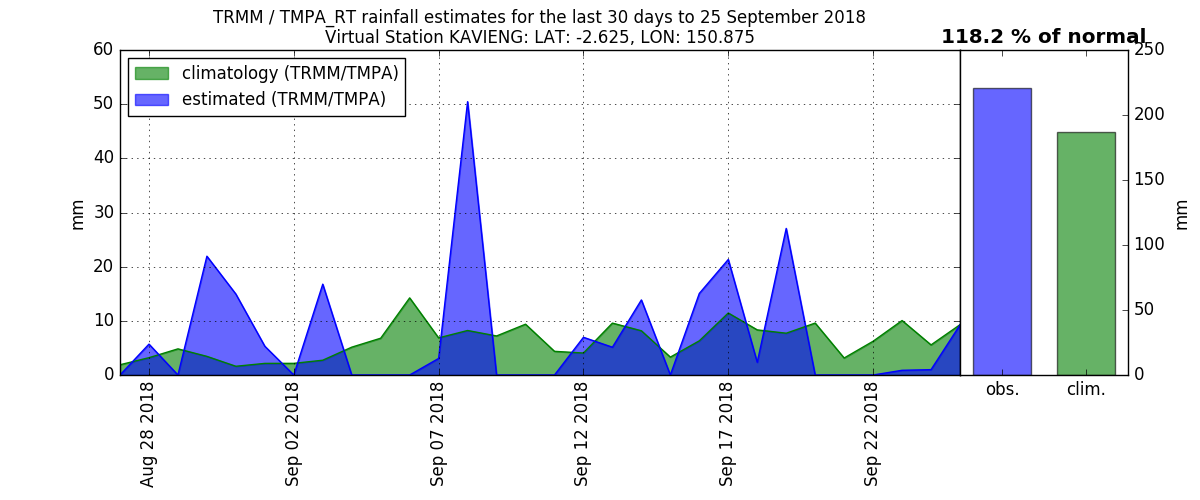 TRMM / TMPA_RT rainfall estimates for the last 30 days to 25 September 2018
Virtual Station KAVIENG: LAT: -2.625, LON: 150.875
118.2 % of normal
climatology (TRMM/TMPA)
estimated (TRMM/TMPA)
60
50
40
30
20
10
0
mm
Aug 28 2018
Sep 02 2018
Sep 07 2018
Sep 12 2018
Sep 17 2018
Sep 22 2018
250
200
150
100
50
0
mm
obs.
clim.